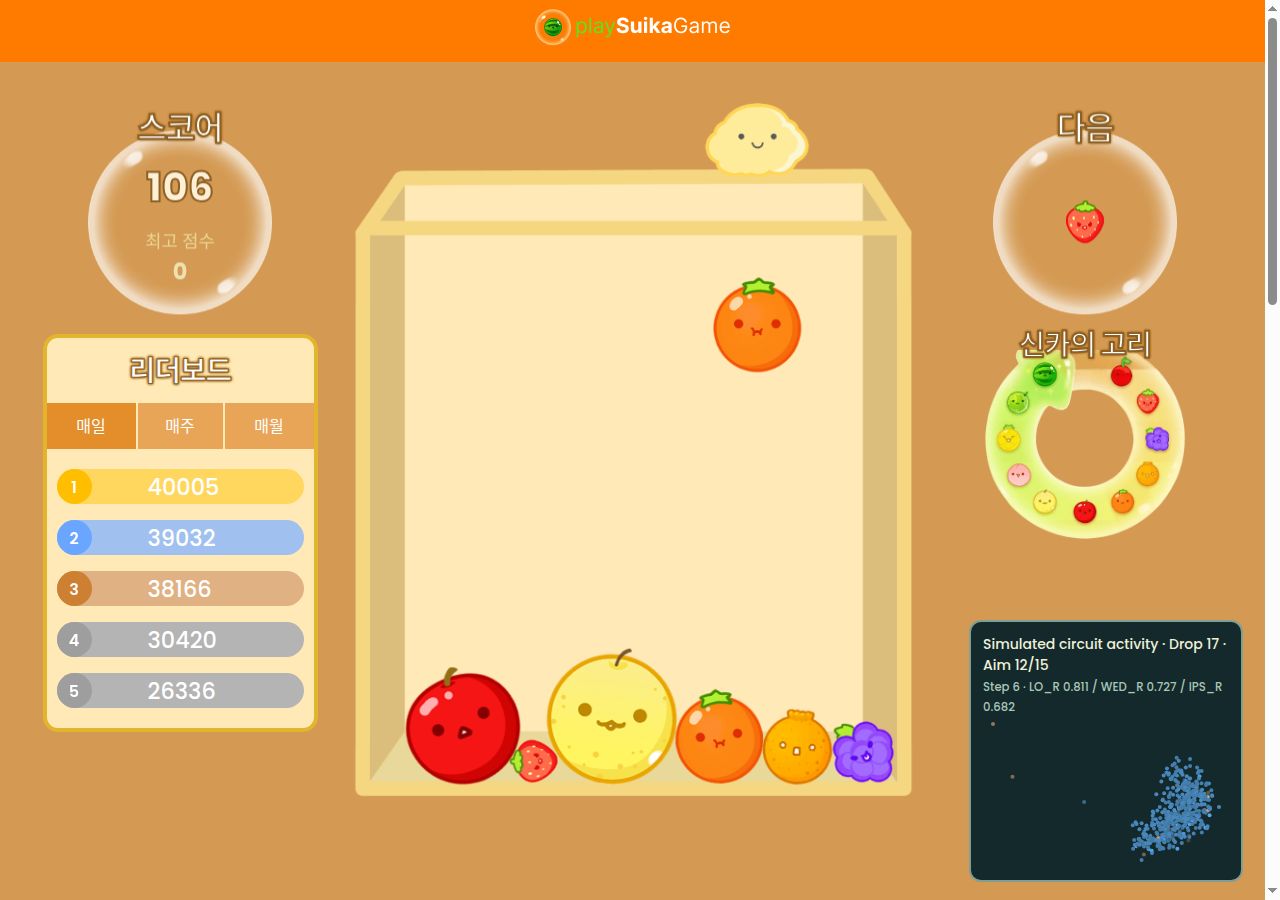 playSuikaGame
스코어
106
최고 점수
0
리더보드
매일 매주 매월
1 40005
2 39032
3 38166
4 30420
5 26336
다음
신카의 고리
Simulated circuit activity · Drop 17 ·
Aim 12/15
Step 6 · LO_R 0.811 / WED_R 0.727 / IPS_R
0.682